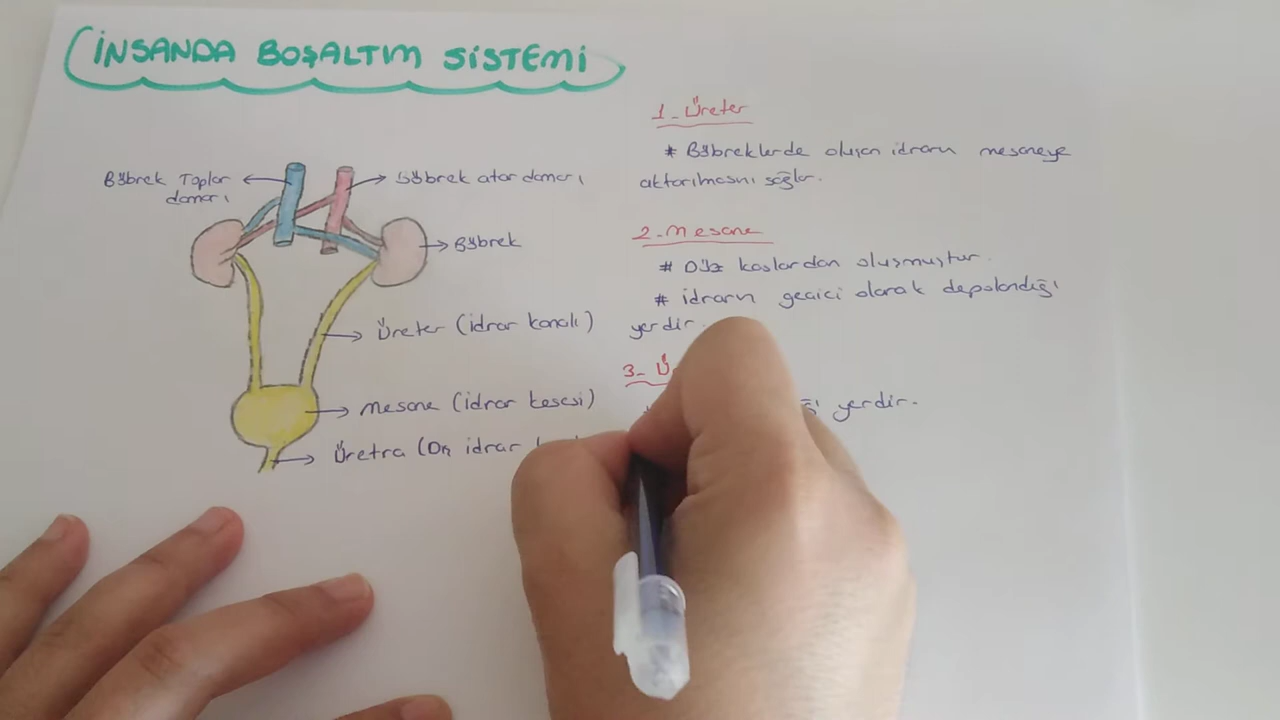 İNSANDA BOŞALTIM SİSTEMİ
Böbrek Toplar
damarı
Böbrek atar damarı
Böbrek
Üreter (idrar kanalı)
Mesane (idrar kesesi)
Üretra (Dış idrar
1- Üreter
* Böbreklerde oluşan idrarın mesaneye
aktarılmasını sağlar.
2- Mesane
* Düz kaslardan oluşmuştur.
* İdrarın geçici olarak depolandığı
yerdir.
3-
yerdir.